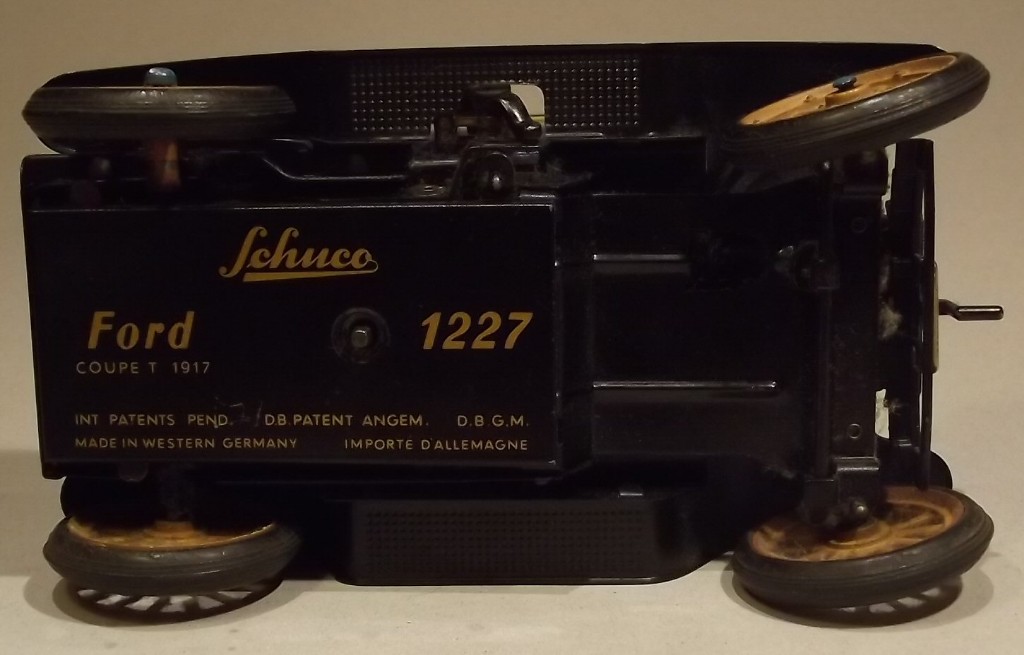 Schuco
Ford 1227
COUPE T 1917
INT PATENTS PEND. D.B. PATENT ANGEM. D.B G.M.
MADE IN WESTERN GERMANY IMPORTE D'ALLEMAGNE